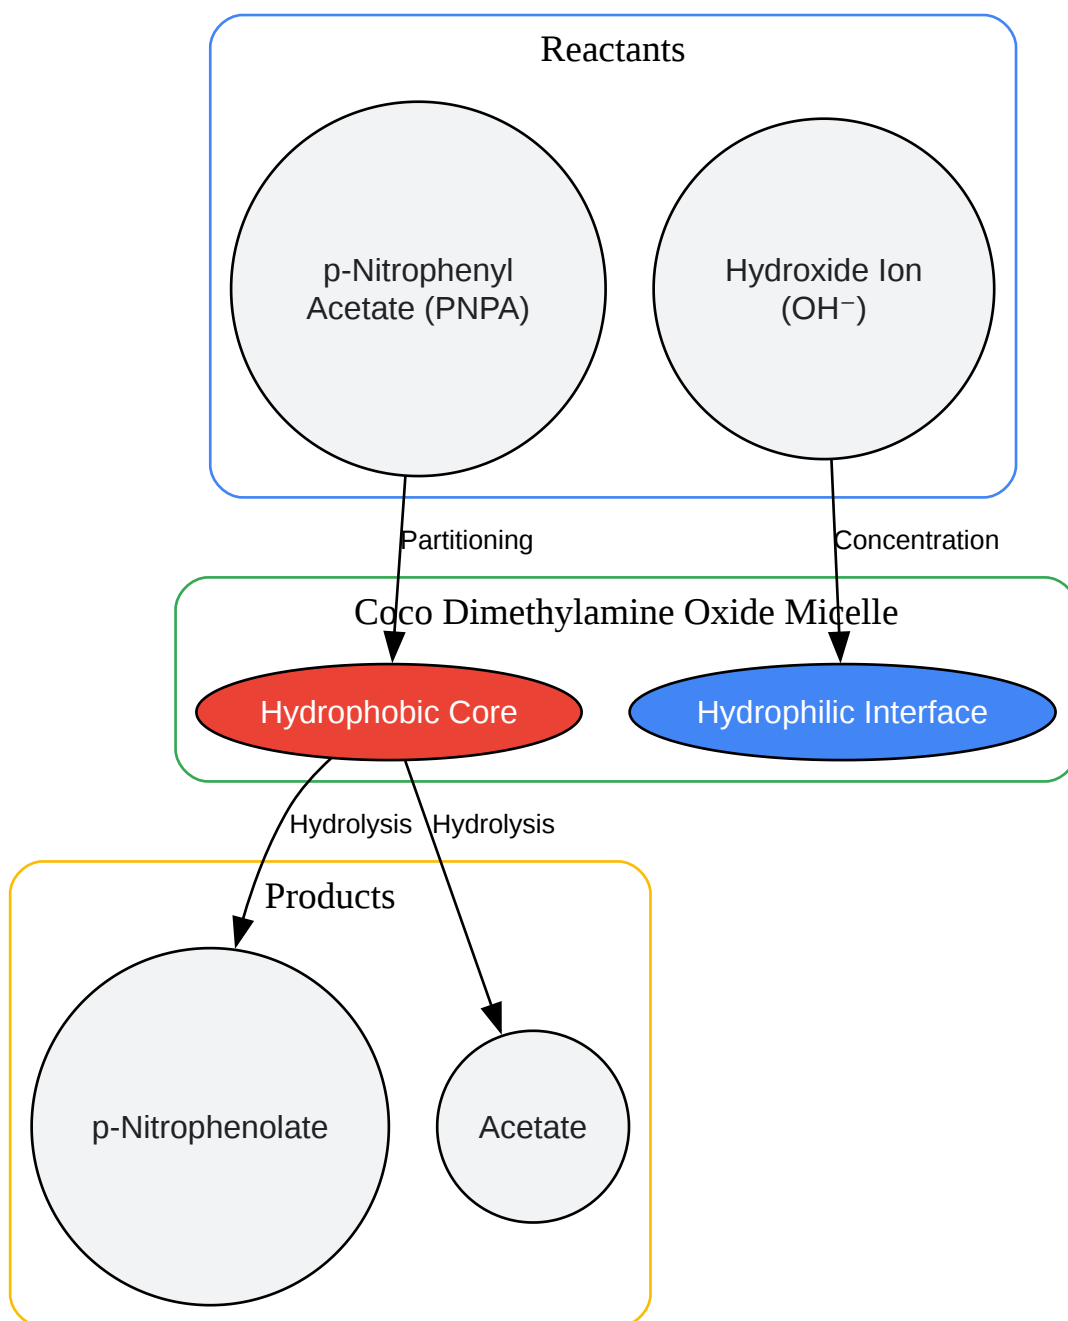 Reactants
p-Nitrophenyl
Acetate (PNPA)
Hydroxide Ion
(OH⁻)
Partitioning
Concentration
Coco Dimethylamine Oxide Micelle
Hydrophobic Core
Hydrophilic Interface
Hydrolysis
Hydrolysis
Products
p-Nitrophenolate
Acetate